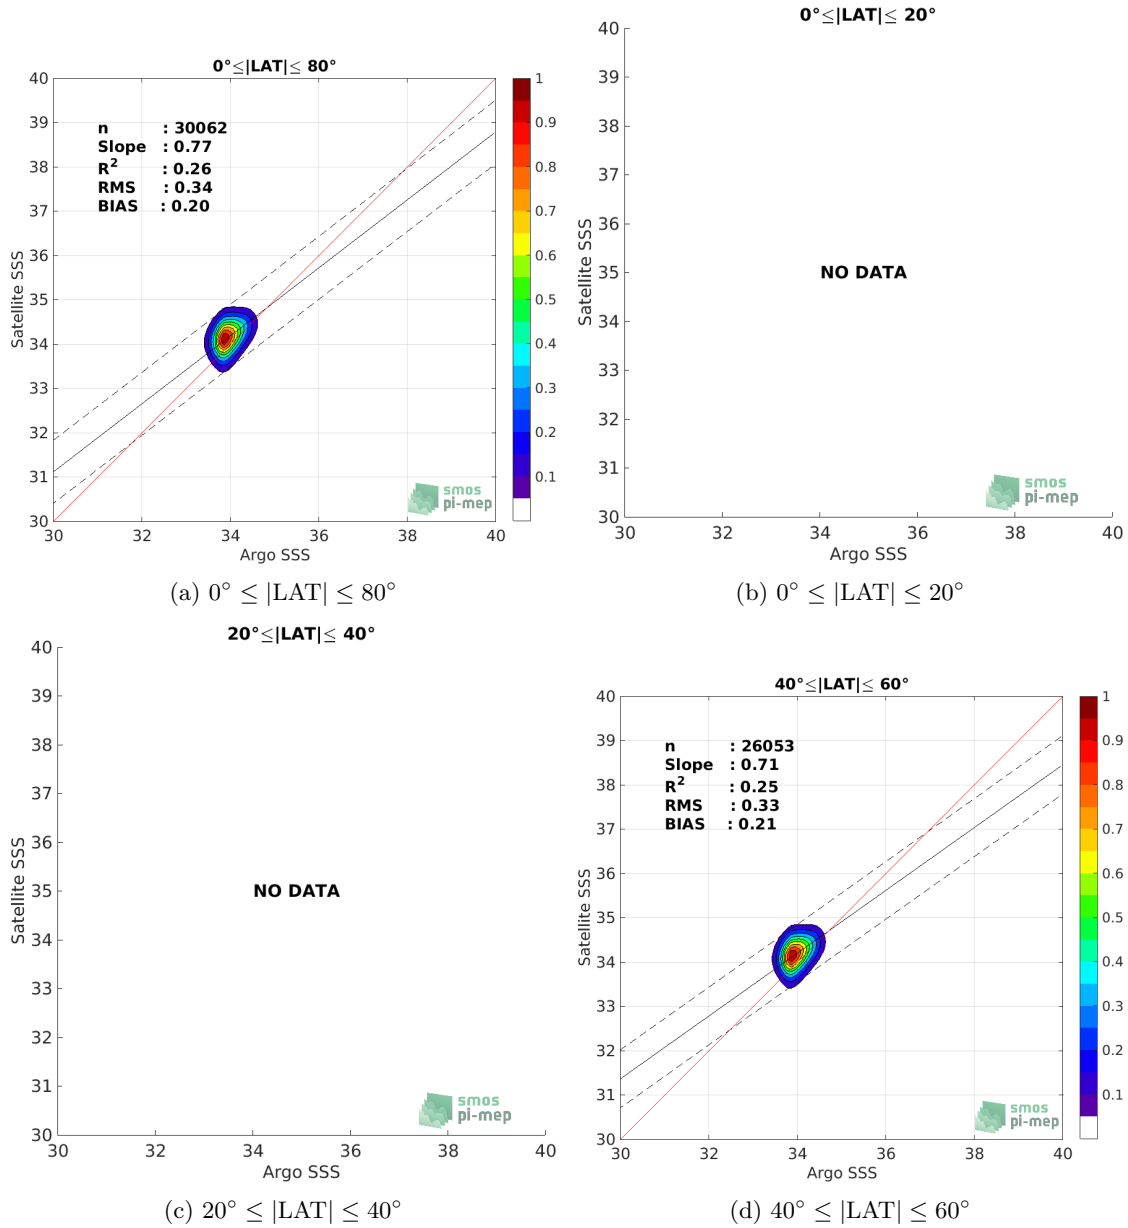 0°≤|LAT|≤ 80°
40
39
38
37
36
35
34
33
32
31
30
30
32
34
36
38
40
Satellite SSS
Argo SSS
n : 30062
Slope : 0.77
R² : 0.26
RMS : 0.34
BIAS : 0.20
1
0.9
0.8
0.7
0.6
0.5
0.4
0.3
0.2
0.1
smos
pi-mep
(a) 0° ≤ |LAT| ≤ 80°
0°≤|LAT|≤ 20°
40
39
38
37
36
35
34
33
32
31
30
30
32
34
36
38
40
Satellite SSS
Argo SSS
NO DATA
smos
pi-mep
(b) 0° ≤ |LAT| ≤ 20°
20°≤|LAT|≤ 40°
40
39
38
37
36
35
34
33
32
31
30
30
32
34
36
38
40
Satellite SSS
Argo SSS
NO DATA
smos
pi-mep
(c) 20° ≤ |LAT| ≤ 40°
40°≤|LAT|≤ 60°
40
39
38
37
36
35
34
33
32
31
30
30
32
34
36
38
40
Satellite SSS
Argo SSS
n : 26053
Slope : 0.71
R² : 0.25
RMS : 0.33
BIAS : 0.21
1
0.9
0.8
0.7
0.6
0.5
0.4
0.3
0.2
0.1
smos
pi-mep
(d) 40° ≤ |LAT| ≤ 60°